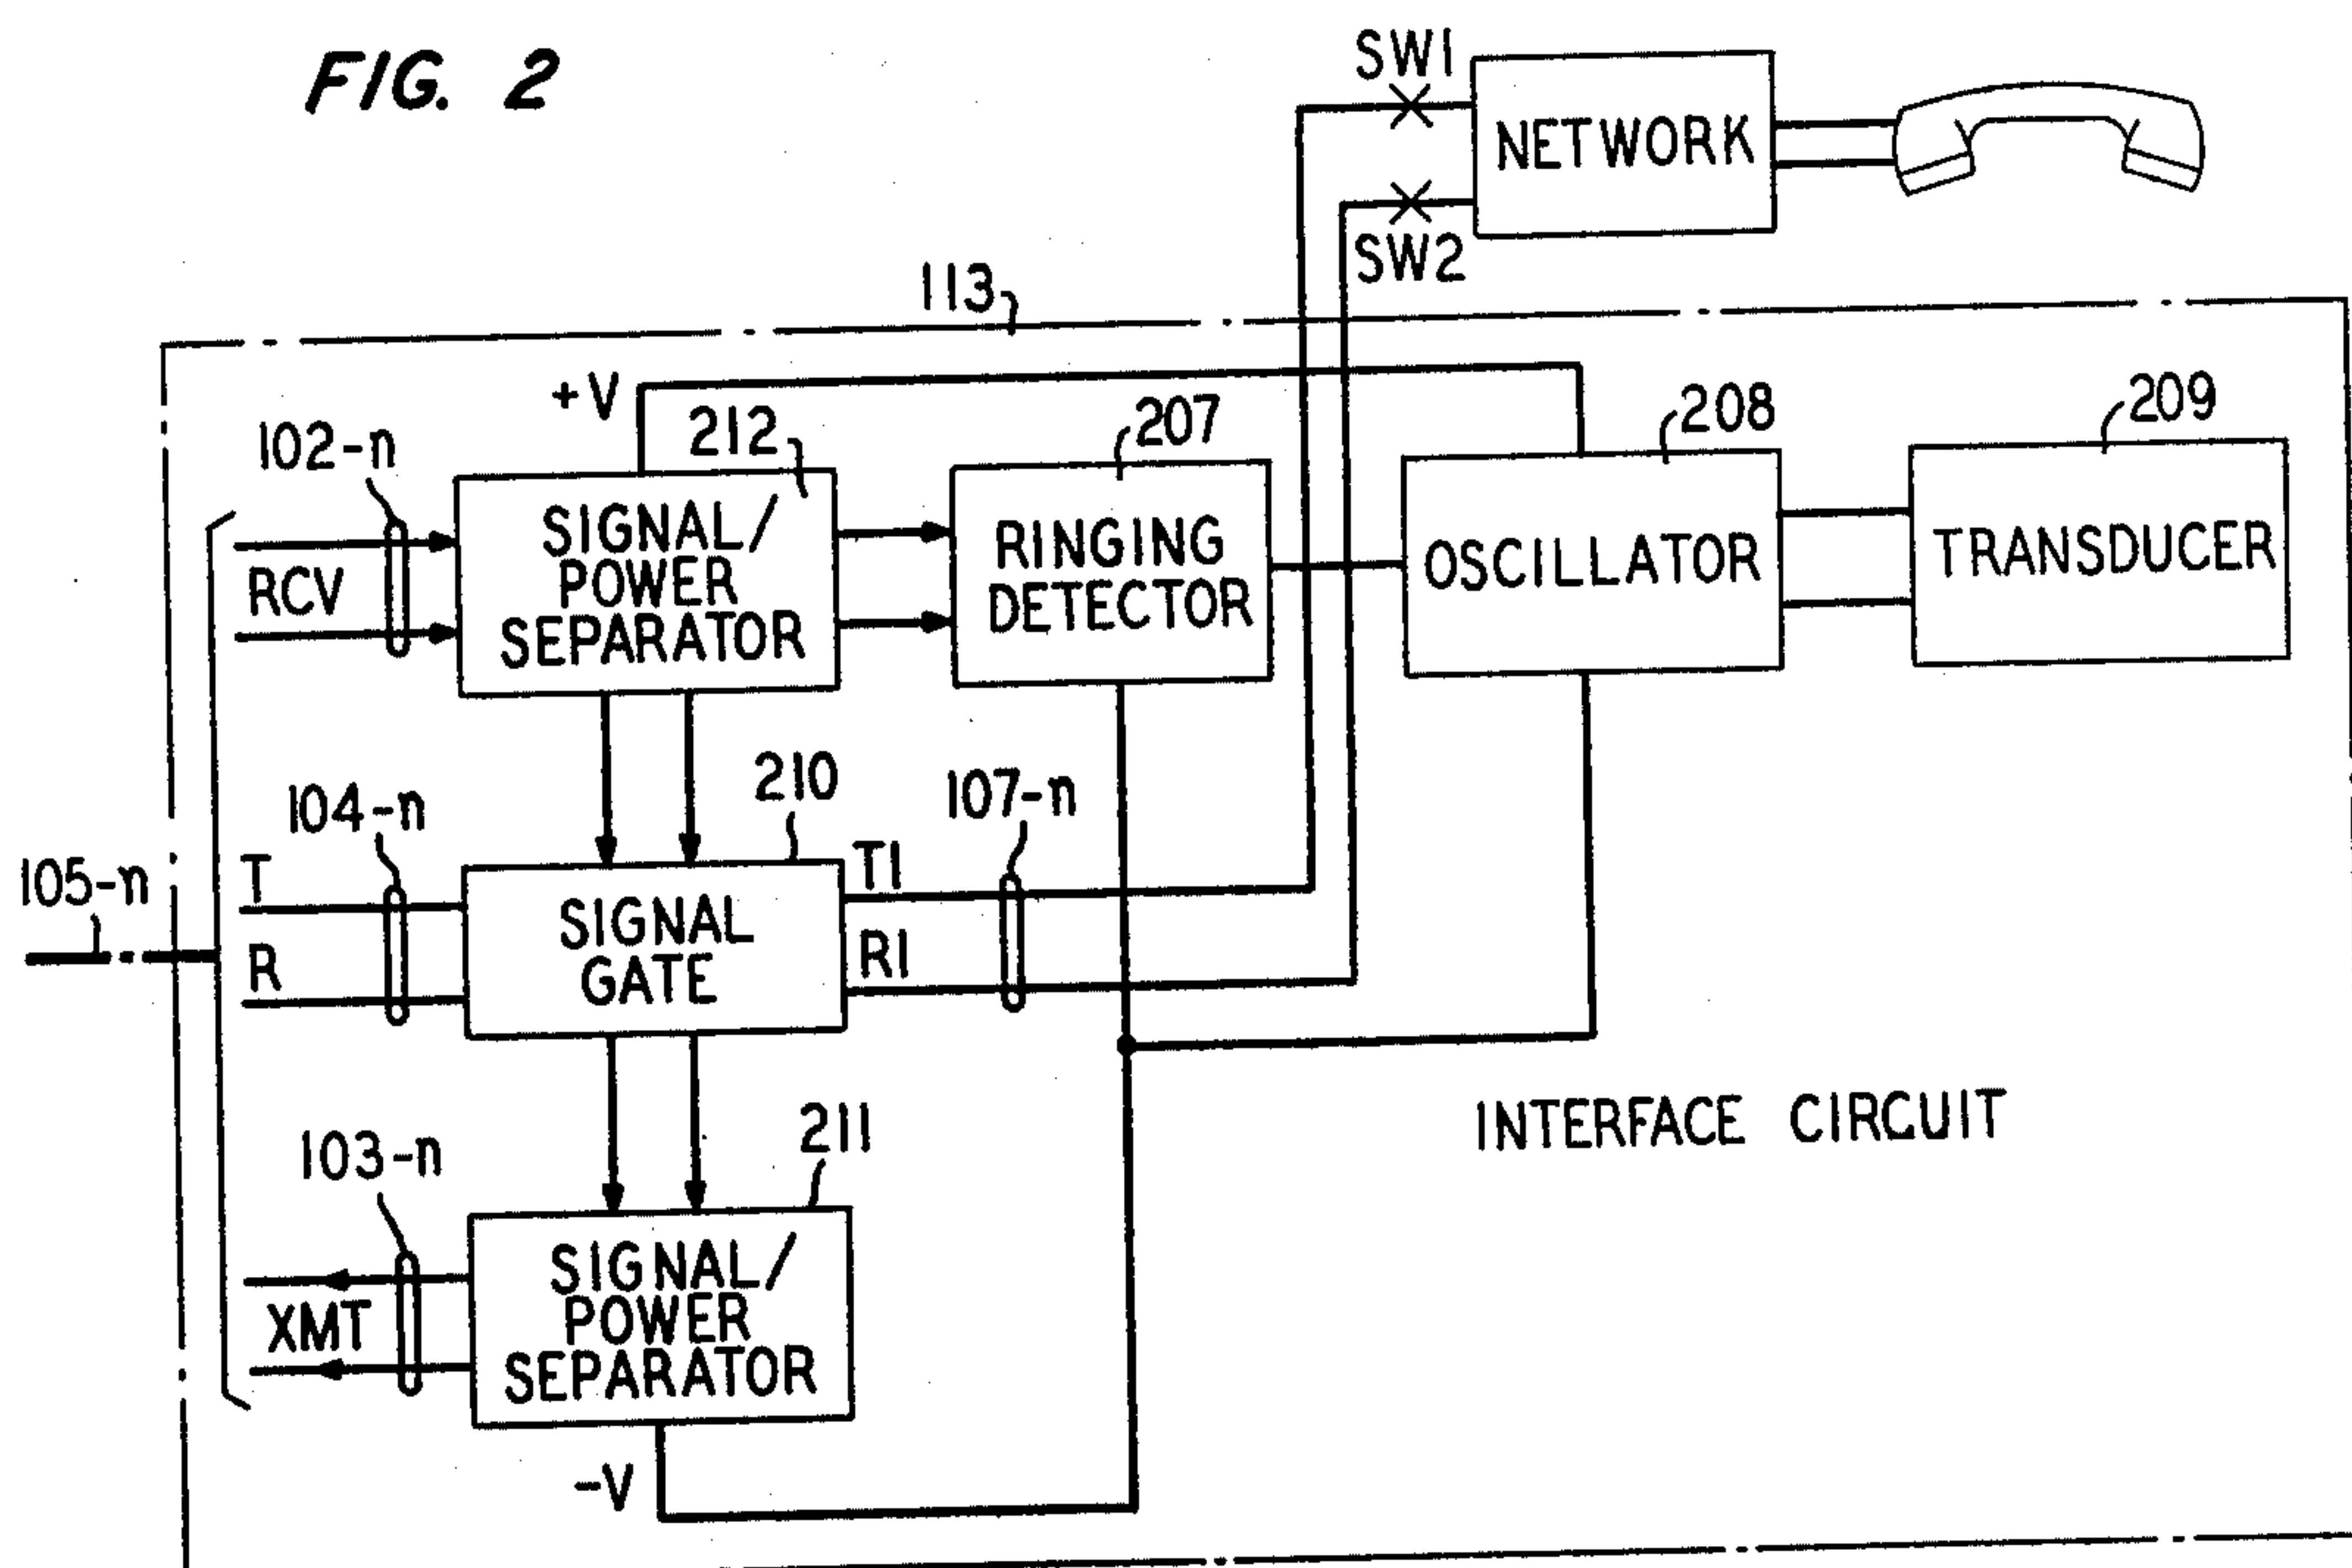 FIG. 2
SW1
NETWORK
SW2
113
+V
212
207
208
209
102-n
SIGNAL/
POWER
SEPARATOR
RINGING
DETECTOR
OSCILLATOR
TRANSDUCER
RCV
210
107-n
104-n
105-n
T
R
SIGNAL
GATE
T1
R1
INTERFACE CIRCUIT
211
103-n
XMT
SIGNAL/
POWER
SEPARATOR
-V